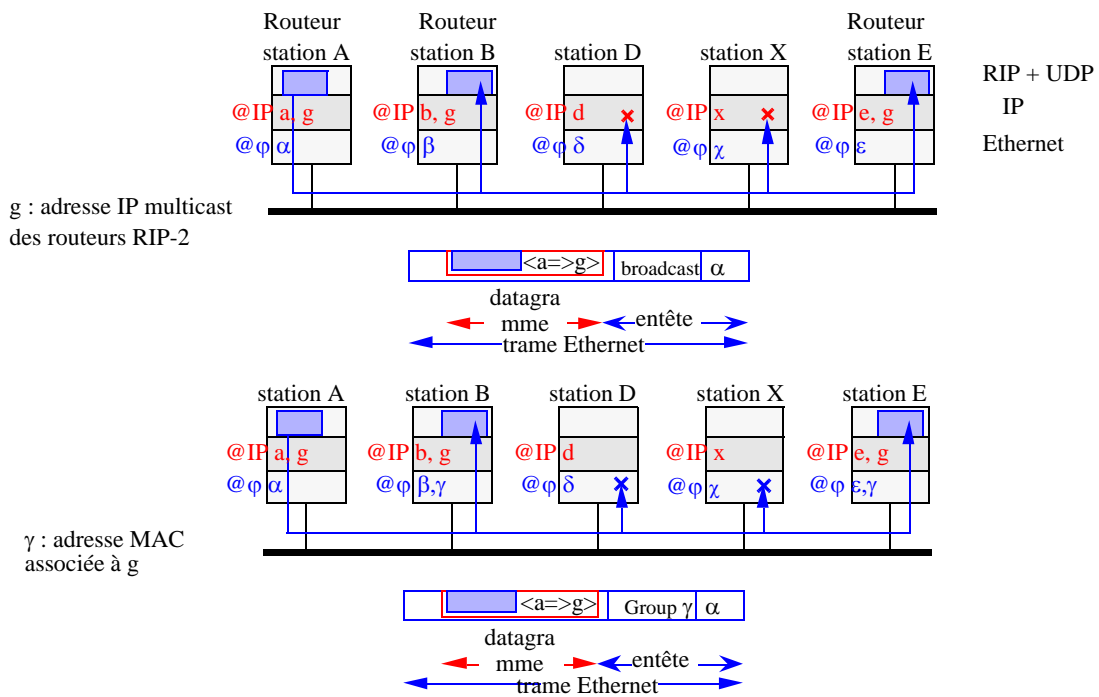 Routeur Routeur Routeur
station A station B station D station X station E
RIP + UDP
@IP a, g @IP b, g @IP d @IP x @IP e, g IP
@φ α @φ β @φ δ @φ χ @φ ε Ethernet
g : adresse IP multicast
des routeurs RIP-2
<a=>g> broadcast α
datagra
mme entête
trame Ethernet
station A station B station D station X station E
@IP a, g @IP b, g @IP d @IP x @IP e, g
@φ α @φ β,γ @φ δ @φ χ @φ ε,γ
γ : adresse MAC
associée à g
<a=>g> Group γ α
datagra
mme entête
trame Ethernet